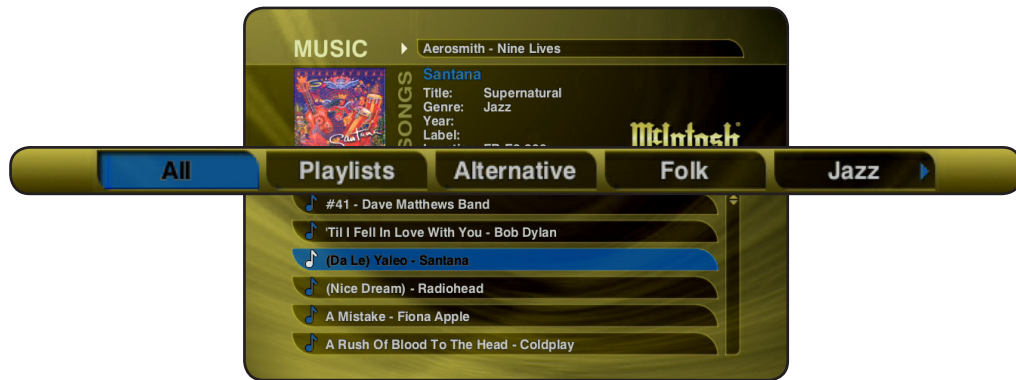 MUSIC
Aerosmith - Nine Lives
SUPERNATURAL
Santana
SONGS
Santana
Title: Supernatural
Genre: Jazz
Year:
Label:
McIntosh
All Playlists Alternative Folk Jazz
#41 - Dave Matthews Band
'Til I Fell In Love With You - Bob Dylan
(Da Le) Yaleo - Santana
(Nice Dream) - Radiohead
A Mistake - Fiona Apple
A Rush Of Blood To The Head - Coldplay